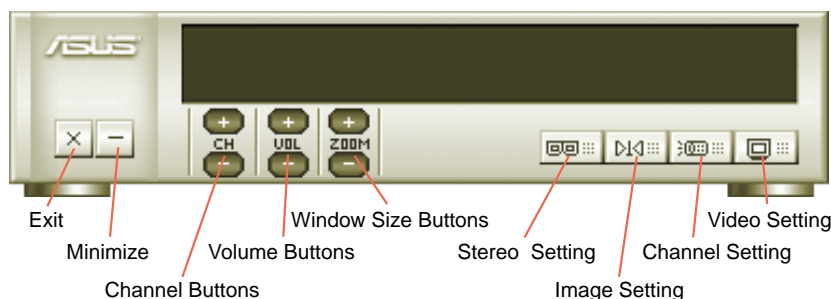 ASUS
CH VOL ZOOM
Exit Window Size Buttons Video Setting
Minimize Volume Buttons Stereo Setting Channel Setting
Channel Buttons Image Setting